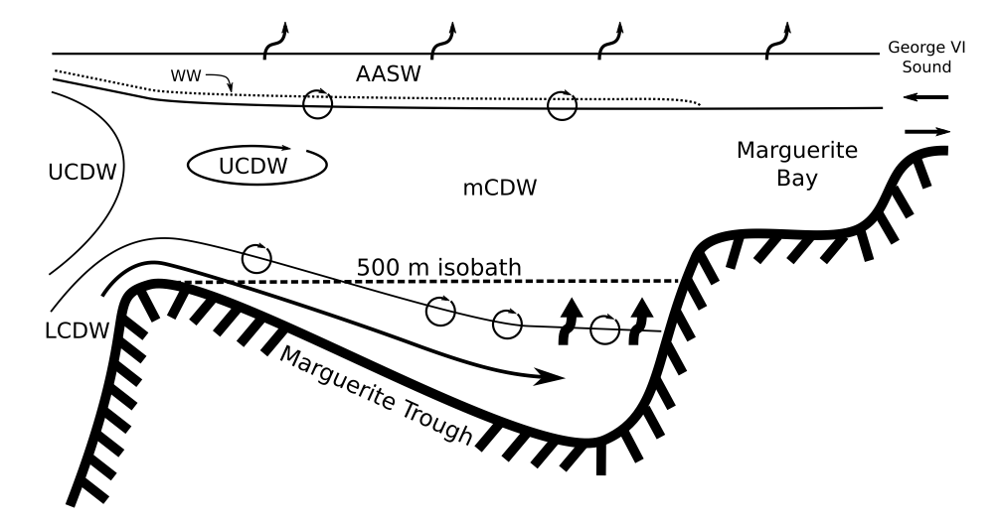 George VI
Sound
WW
AASW
Marguerite
Bay
UCDW
UCDW
mCDW
500 m isobath
LCDW
Marguerite Trough